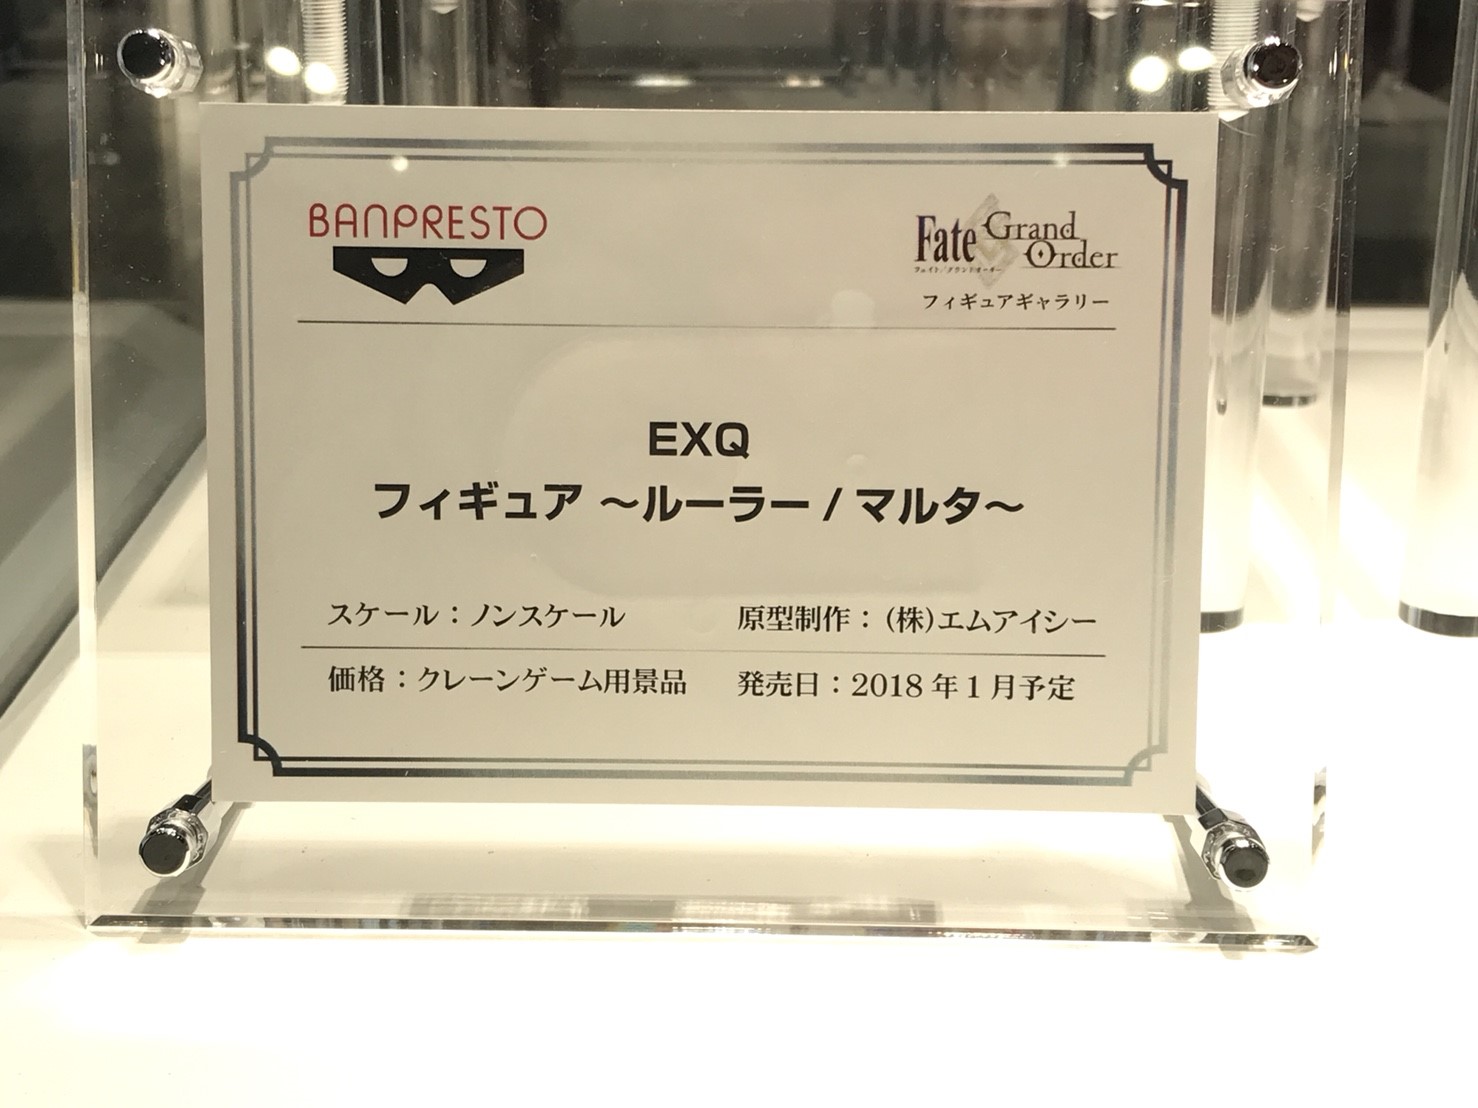 BANPRESTO
Fate Grand Order
フェイト/グランドオーダー
フィギュアギャラリー
EXQ
フィギュア ～ルーラー / マルタ～
スケール：ノンスケール
原型制作：(株)エムアイシー
価格：クレーンゲーム用景品
発売日：2018 年 1 月予定